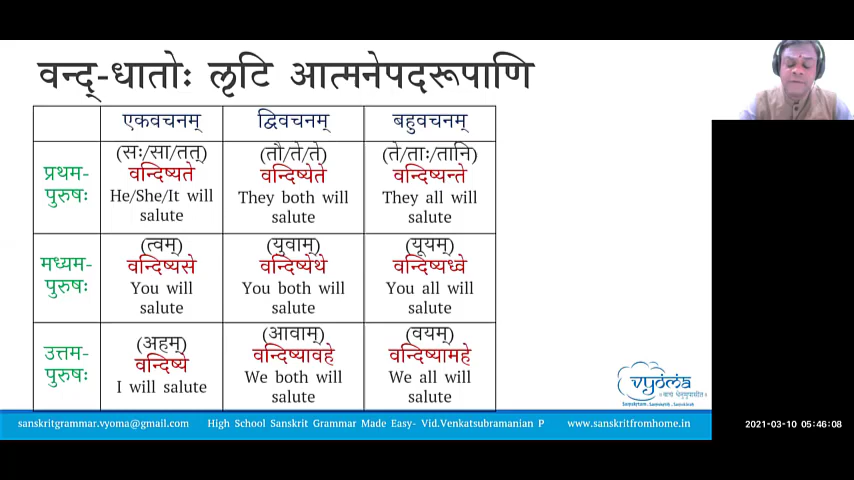 वन्द्-धातोः लृटि आत्मनेपदरूपाणि
एकवचनम् द्विवचनम् बहुवचनम्
प्रथम-पुरुषः
(सः/सा/तत्) (तौ/ते/ते) (ते/ताः/तानि)
वन्दिष्यते वन्दिष्येते वन्दिष्यन्ते
He/She/It will They both will They all will
salute salute salute
मध्यम-पुरुषः
(त्वम्) (युवाम्) (यूयम्)
वन्दिष्यसे वन्दिष्येथे वन्दिष्यध्वे
You will You both will You all will
salute salute salute
उत्तम-पुरुषः
(अहम्) (आवाम्) (वयम्)
वन्दिष्ये वन्दिष्यावहे वन्दिष्यामहे
I will salute We both will We all will
salute salute
vyoma
sanskritgrammar.vyoma@gmail.com High School Sanskrit Grammar Made Easy- Vid.Venkatsubramanian P www.sanskritfromhome.in
2021-03-10 05:46:08